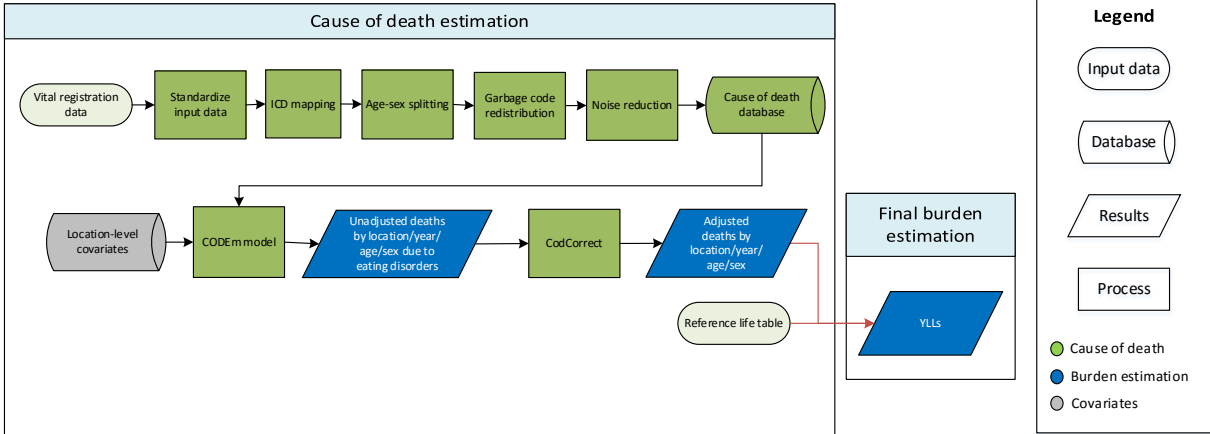 Cause of death estimation
Vital registration
data
Standardize
input data
ICD mapping
Age-sex splitting
Garbage code
redistribution
Noise reduction
Cause of death
database
Location-level
covariates
CODEm model
Unadjusted deaths
by location/year/
age/sex due to
eating disorders
CodCorrect
Adjusted
deaths by
location/year/
age/sex
Reference life table
Final burden
estimation
YLLs
Legend
Input data
Database
Results
Process
Cause of death
Burden estimation
Covariates